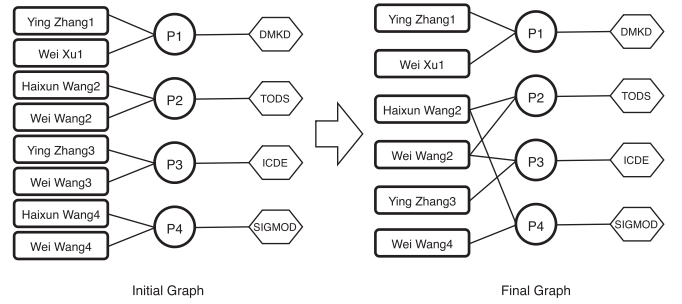 Ying Zhang1
Wei Xu1
P1
DMKD
Haixun Wang2
Wei Wang2
P2
TODS
Ying Zhang3
Wei Wang3
P3
ICDE
Haixun Wang4
Wei Wang4
P4
SIGMOD
Initial Graph
Ying Zhang1
Wei Xu1
P1
DMKD
Haixun Wang2
P2
TODS
Wei Wang2
P3
ICDE
Ying Zhang3
Wei Wang4
P4
SIGMOD
Final Graph